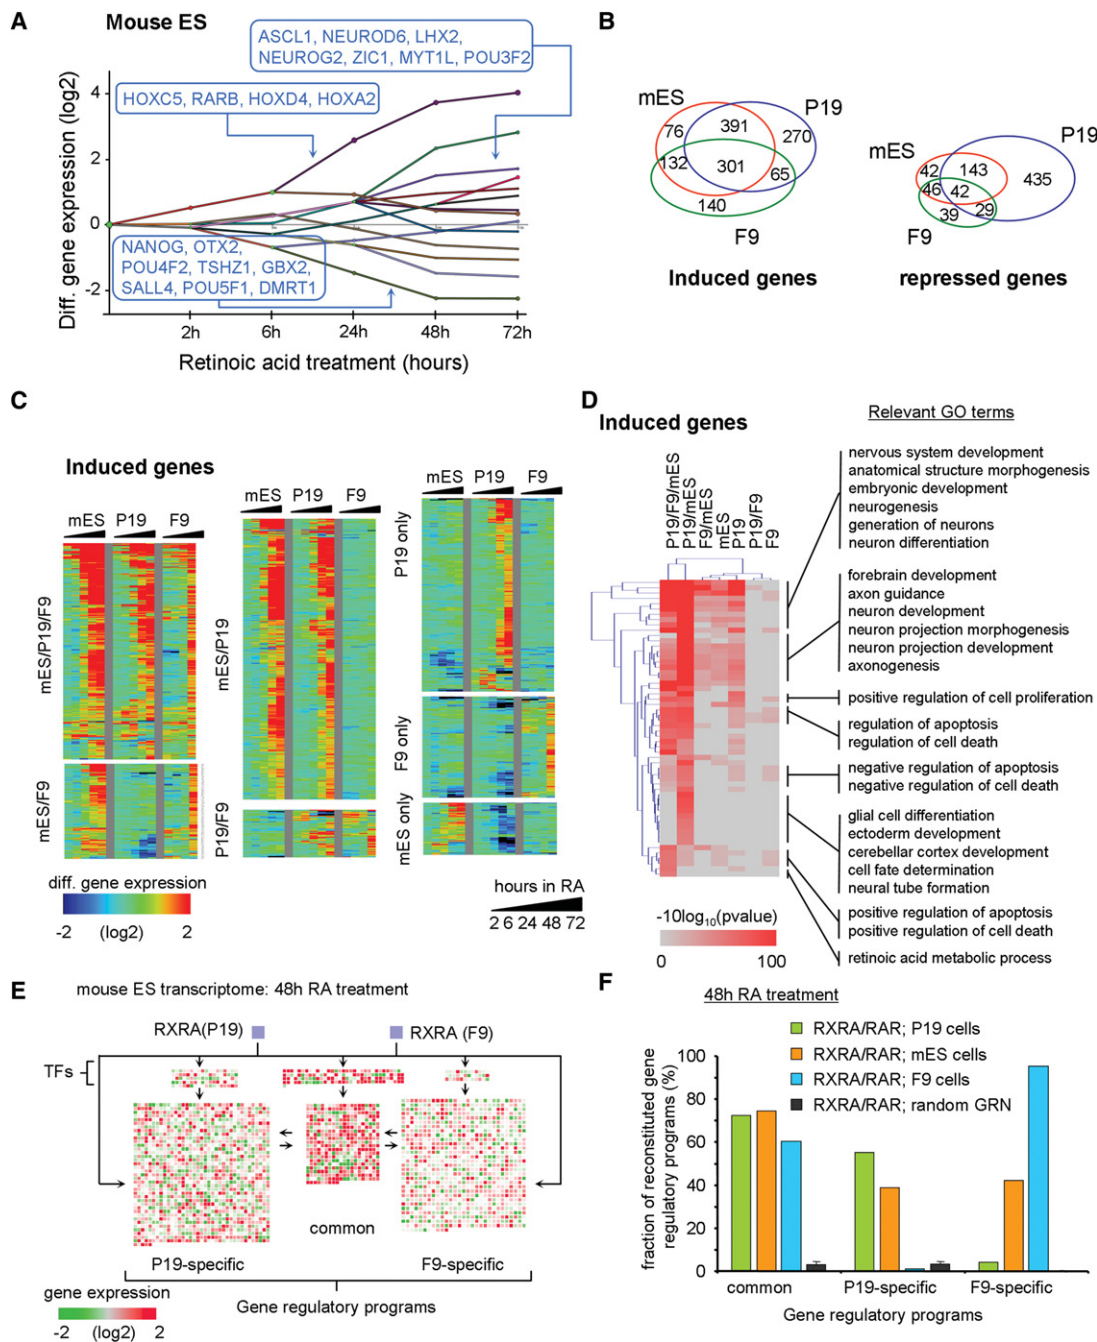 A
Mouse ES
ASCL1, NEUROD6, LHX2,
NEUROG2, ZIC1, MYT1L, POU3F2
HOXC5, RARB, HOXD4, HOXA2
NANOG, OTX2,
POU4F2, TSHZ1, GBX2,
SALL4, POU5F1, DMRT1
Diff. gene expression (log2)
4
2
0
-2
2h
6h
24h
48h
72h
Retinoic acid treatment (hours)
B
mES
P19
76
391
270
132
301
65
140
F9
Induced genes
mES
P19
42
143
435
46
42
39
29
F9
repressed genes
C
Induced genes
mES
P19
F9
mES/P19/F9
mES/F9
mES
P19
F9
mES/P19
P19/F9
mES
P19
F9
P19 only
F9 only
mES only
diff. gene expression
-2
(log2)
2
hours in RA
2 6 24 48 72
D
Induced genes
Relevant GO terms
P19/F9/mES
P19/mES
F9/mES
mES
P19
P19/F9
F9
nervous system development
anatomical structure morphogenesis
embryonic development
neurogenesis
generation of neurons
neuron differentiation
forebrain development
axon guidance
neuron development
neuron projection morphogenesis
neuron projection development
axonogenesis
positive regulation of cell proliferation
regulation of apoptosis
regulation of cell death
negative regulation of apoptosis
negative regulation of cell death
glial cell differentiation
ectoderm development
cerebellar cortex development
cell fate determination
neural tube formation
positive regulation of apoptosis
positive regulation of cell death
retinoic acid metabolic process
-10log10(pvalue)
0
100
E
mouse ES transcriptome: 48h RA treatment
RXRA(P19)
RXRA (F9)
TFs
common
P19-specific
F9-specific
Gene regulatory programs
gene expression
-2
(log2)
2
F
48h RA treatment
RXRA/RAR; P19 cells
RXRA/RAR; mES cells
RXRA/RAR; F9 cells
RXRA/RAR; random GRN
fraction of reconstituted gene
regulatory programs (%)
100
80
60
40
20
0
common
P19-specific
F9-specific
Gene regulatory programs